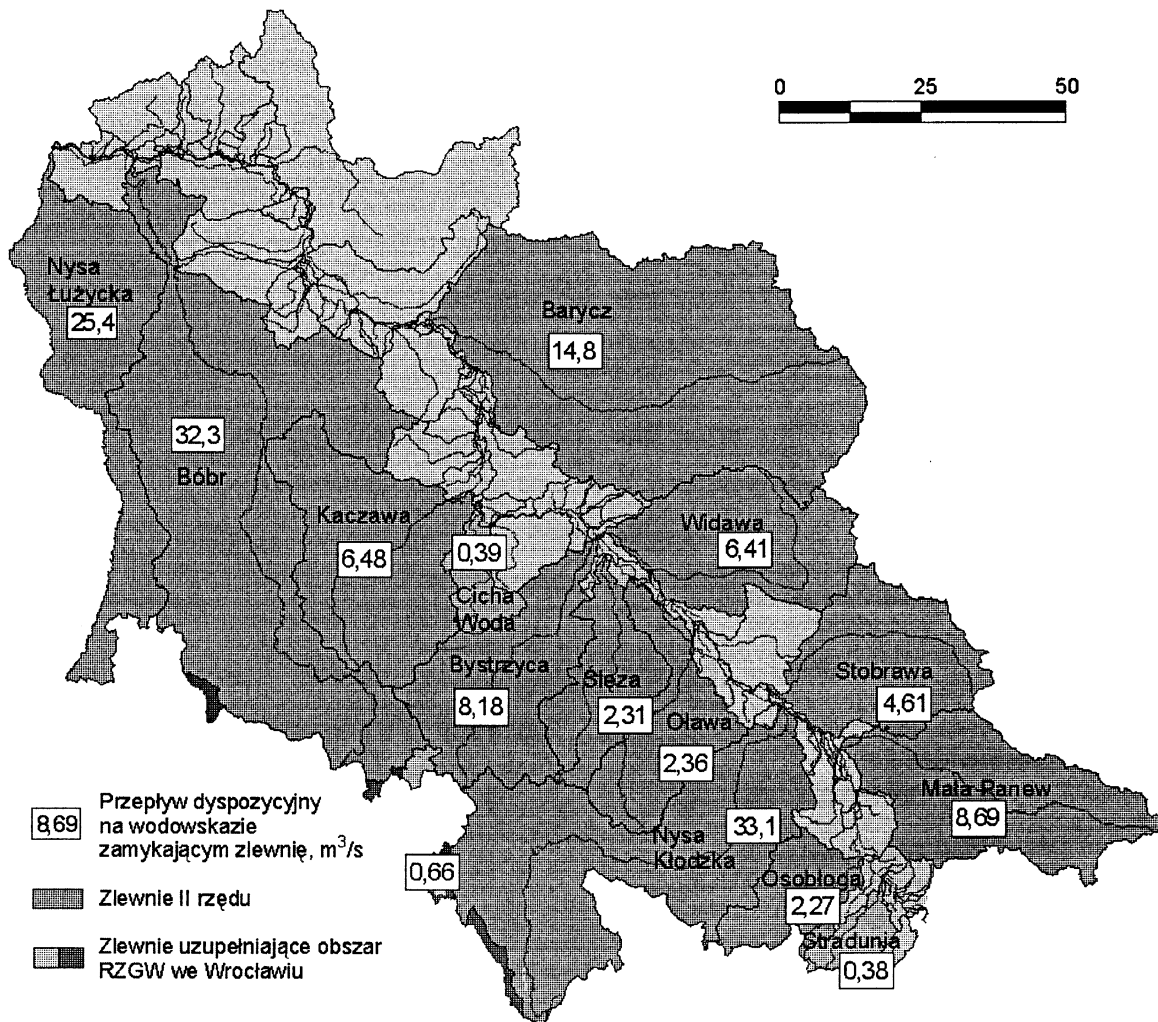 0 25 50
Nysa
Łużycka
25,4
Barycz
14,8
32,3
Bóbr
Kaczawa
6,48
0,39
Cicha
Woda
Widawa
6,41
Bystrzyca
8,18
Ślęza
2,31
Oława
2,36
Stobrawa
4,61
Mała Panew
8,69
33,1
Nysa
Kłodzka
0,66
Osobłoga
2,27
Stradunia
0,38
8,69
Przepływ dyspozycyjny
na wodowskazie
zamykającym zlewnię, m³/s
Zlewnie II rzędu
Zlewnie uzupełniające obszar
RZGW we Wrocławiu